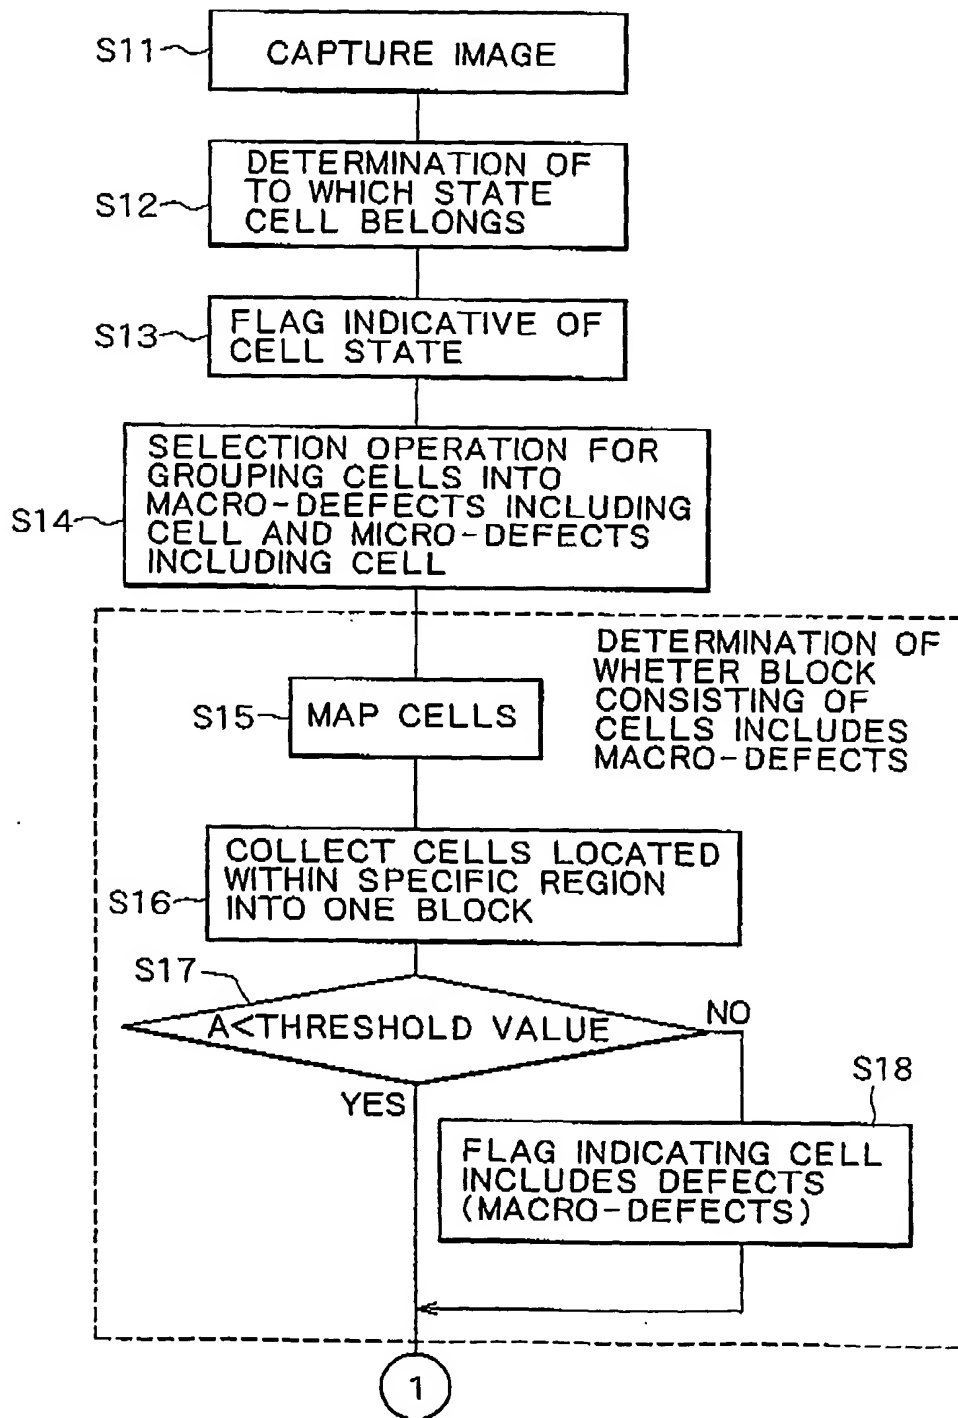 S11
CAPTURE IMAGE
S12
DETERMINATION OF
TO WHICH STATE
CELL BELONGS
S13
FLAG INDICATIVE OF
CELL STATE
S14
SELECTION OPERATION FOR
GROUPING CELLS INTO
MACRO-DEEFECTS INCLUDING
CELL AND MICRO-DEFECTS
INCLUDING CELL
DETERMINATION OF
WHETER BLOCK
CONSISTING OF
CELLS INCLUDES
MACRO-DEFECTS
S15
MAP CELLS
S16
COLLECT CELLS LOCATED
WITHIN SPECIFIC REGION
INTO ONE BLOCK
S17
A<THRESHOLD VALUE
NO
YES
S18
FLAG INDICATING CELL
INCLUDES DEFECTS
(MACRO-DEFECTS)
1